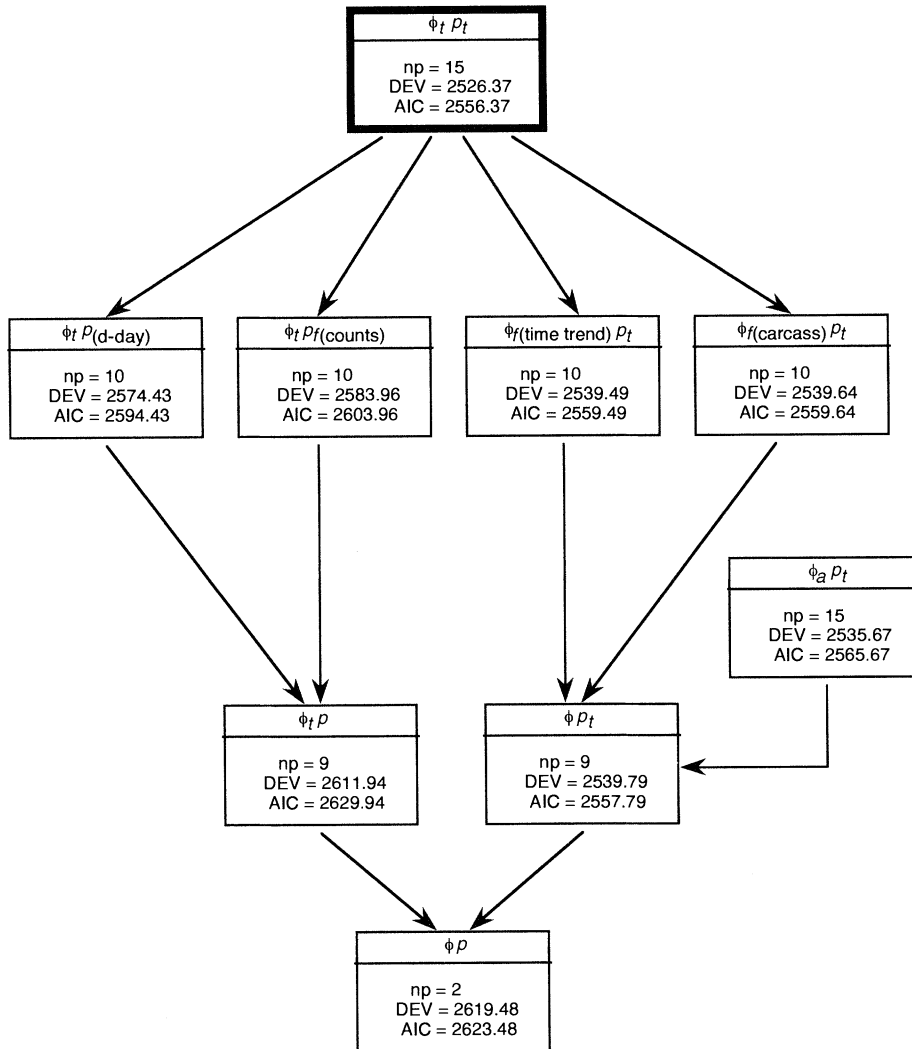 ϕt pt
np = 15
DEV = 2526.37
AIC = 2556.37
ϕt p(d-day)
np = 10
DEV = 2574.43
AIC = 2594.43
ϕt pf(counts)
np = 10
DEV = 2583.96
AIC = 2603.96
ϕf(time trend) pt
np = 10
DEV = 2539.49
AIC = 2559.49
ϕf(carcass) pt
np = 10
DEV = 2539.64
AIC = 2559.64
ϕa pt
np = 15
DEV = 2535.67
AIC = 2565.67
ϕt p
np = 9
DEV = 2611.94
AIC = 2629.94
ϕ pt
np = 9
DEV = 2539.79
AIC = 2557.79
ϕ p
np = 2
DEV = 2619.48
AIC = 2623.48